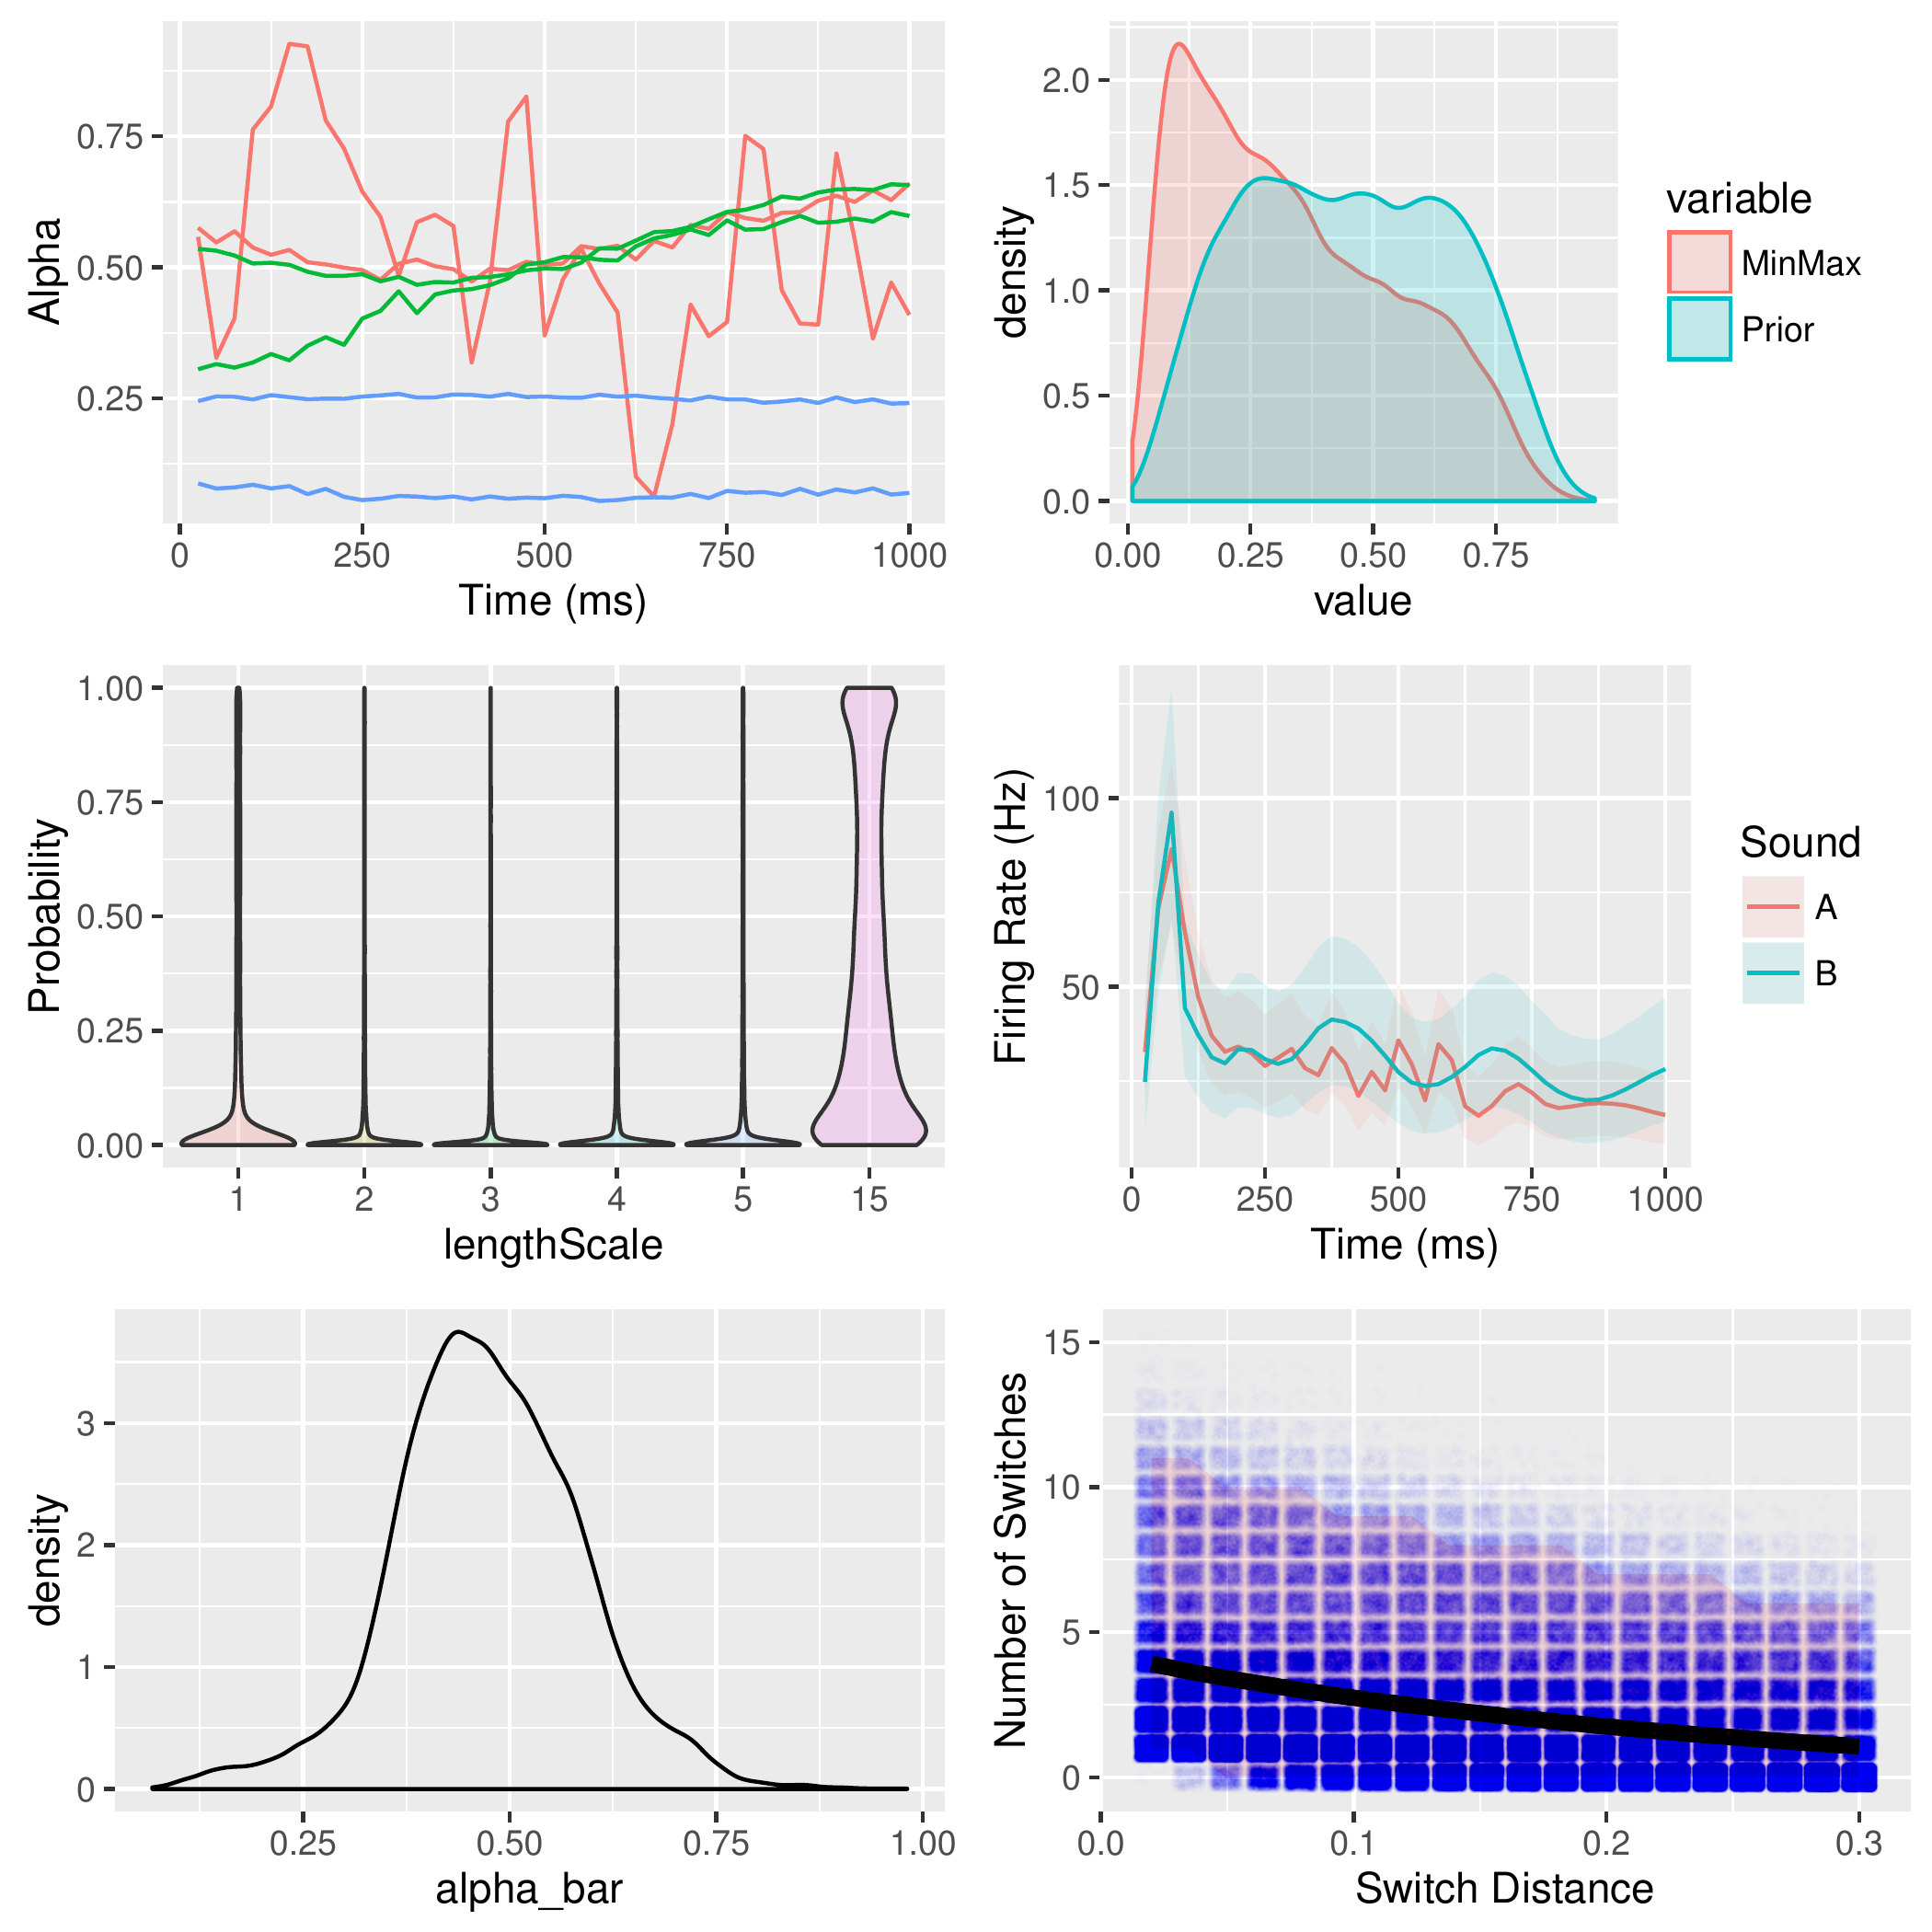 Alpha
0.75
0.50
0.25
0
250
500
750
1000
Time (ms)
density
2.0
1.5
1.0
0.5
0.0
0.00
0.25
0.50
0.75
value
variable
MinMax
Prior
Probability
1.00
0.75
0.50
0.25
0.00
1
2
3
4
5
15
lengthScale
Firing Rate (Hz)
100
50
0
250
500
750
1000
Time (ms)
Sound
A
B
density
3
2
1
0
0.25
0.50
0.75
1.00
alpha_bar
Number of Switches
15
10
5
0
0.0
0.1
0.2
0.3
Switch Distance